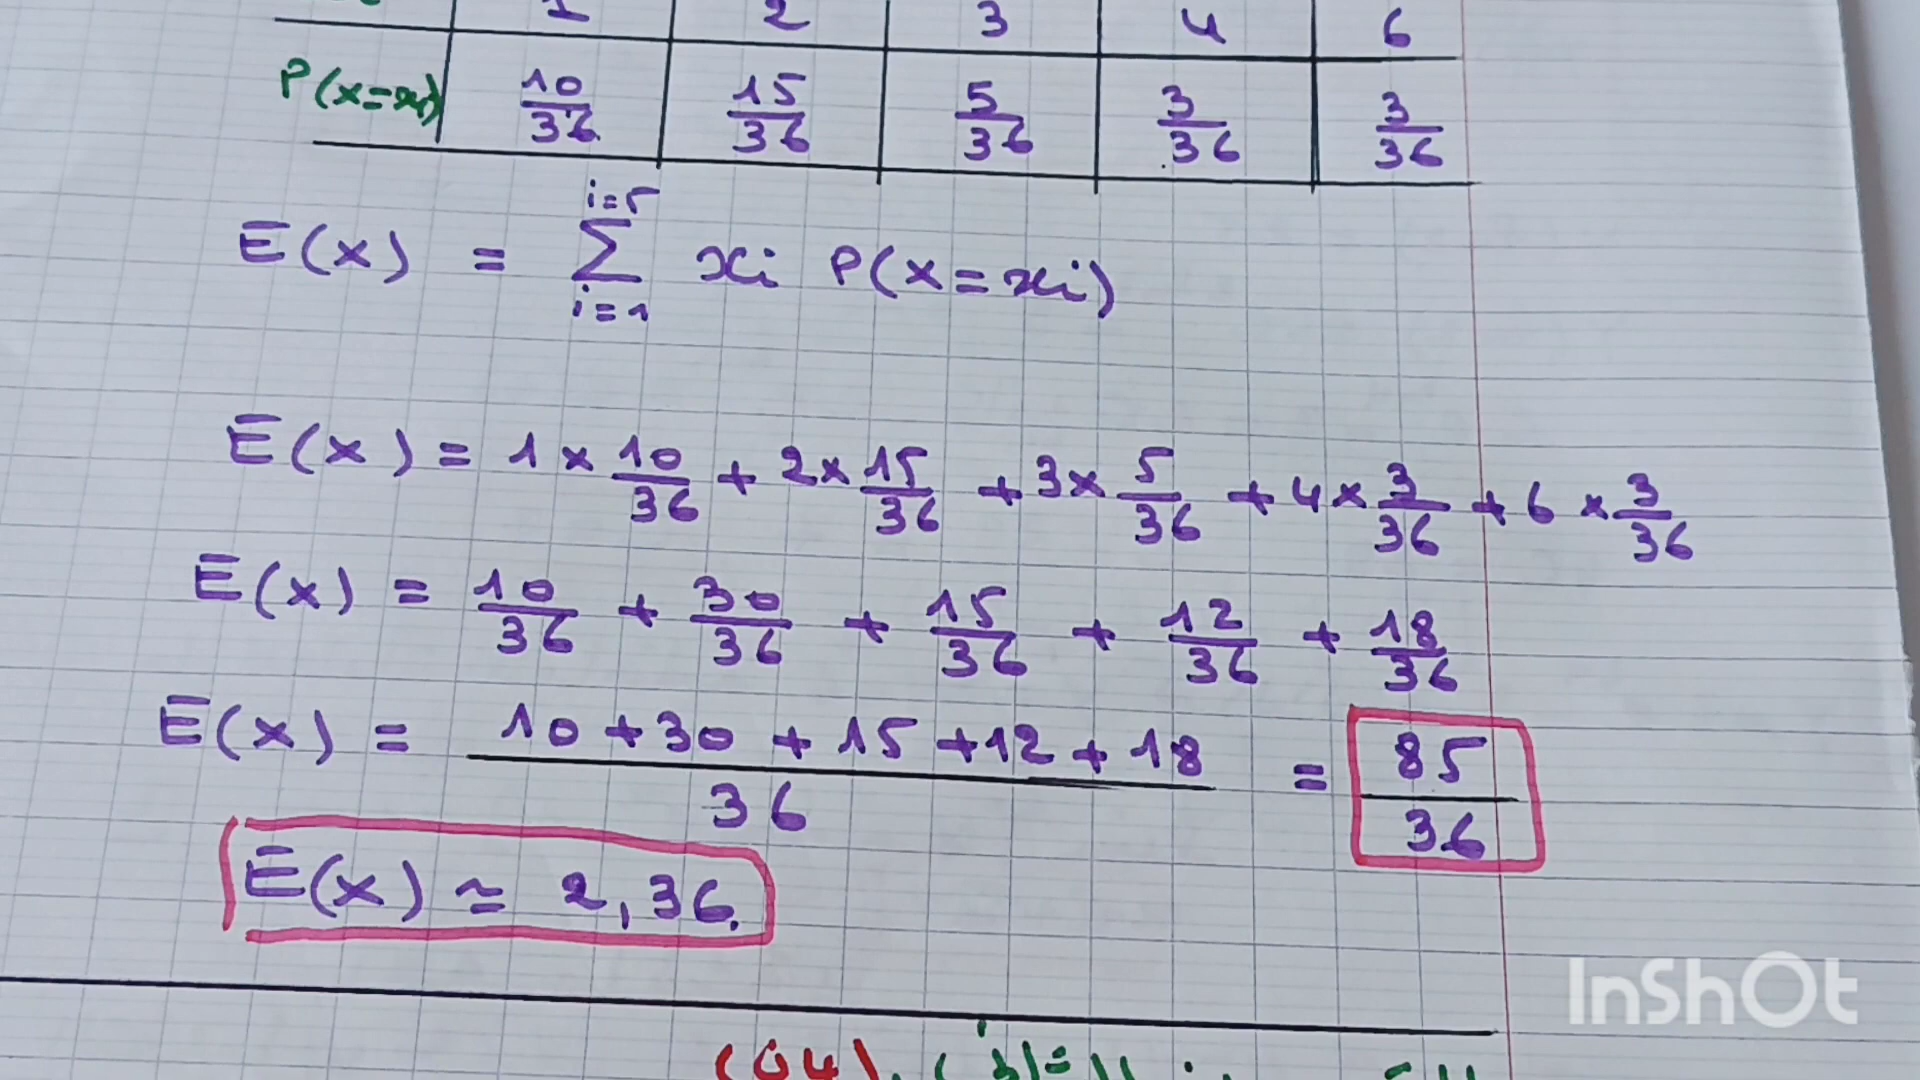 1 2 3 4 6
P(x=xi) 10/36 15/36 5/36 3/36 3/36
E(x) = i=5 Σ i=1 xi P(x=xi)
E(x) = 1 × 10/36 + 2 × 15/36 + 3 × 5/36 + 4 × 3/36 + 6 × 3/36
E(x) = 10/36 + 30/36 + 15/36 + 12/36 + 18/36
E(x) = 10 + 30 + 15 + 12 + 18 / 36 = 85/36
E(x) ≃ 2,36.
InShOt